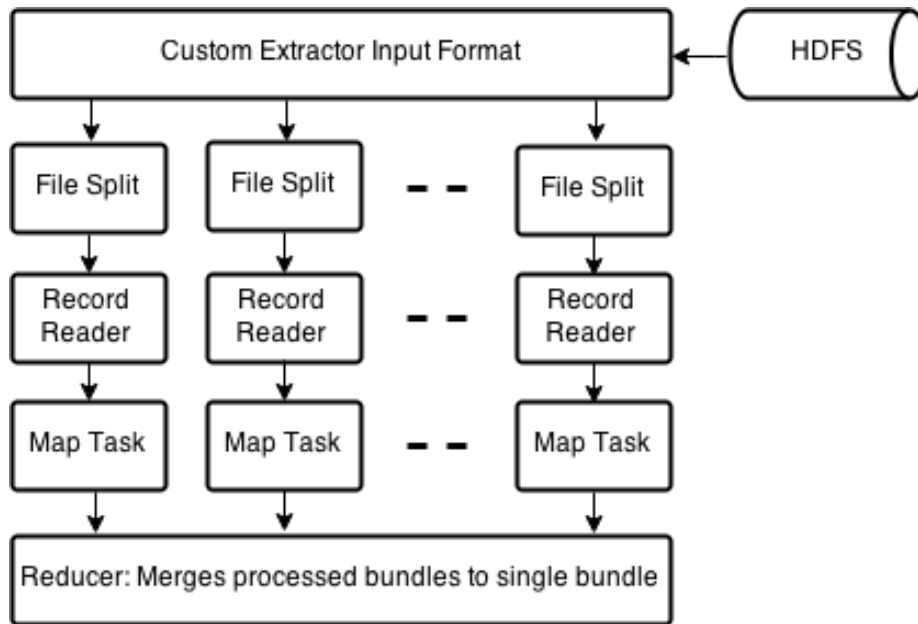 Custom Extractor Input Format
HDFS
File Split
File Split
File Split
Record
Reader
Record
Reader
Record
Reader
Map Task
Map Task
Map Task
Reducer: Merges processed bundles to single bundle